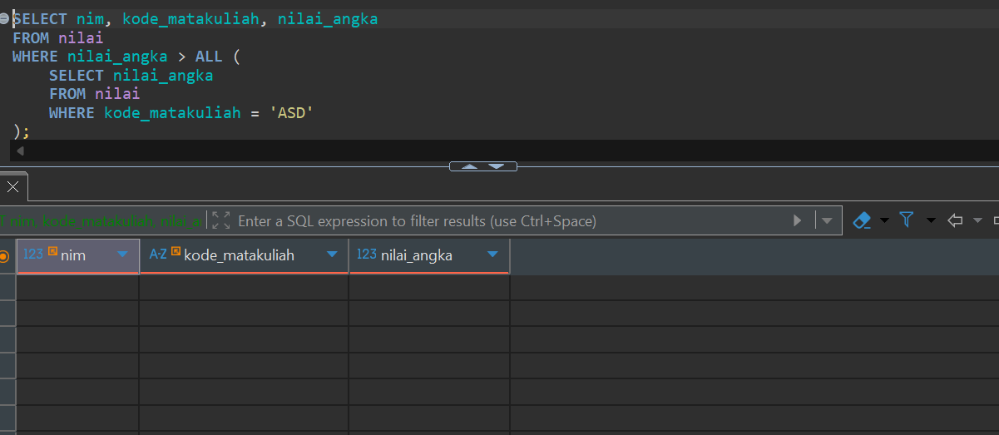 SELECT nim, kode_matakuliah, nilai_angka
FROM nilai
WHERE nilai_angka > ALL (
    SELECT nilai_angka
    FROM nilai
    WHERE kode_matakuliah = 'ASD'
);
T nim, kode_matakuliah, nilai_a Enter a SQL expression to filter results (use Ctrl+Space)
123 nim A-Z kode_matakuliah 123 nilai_angka